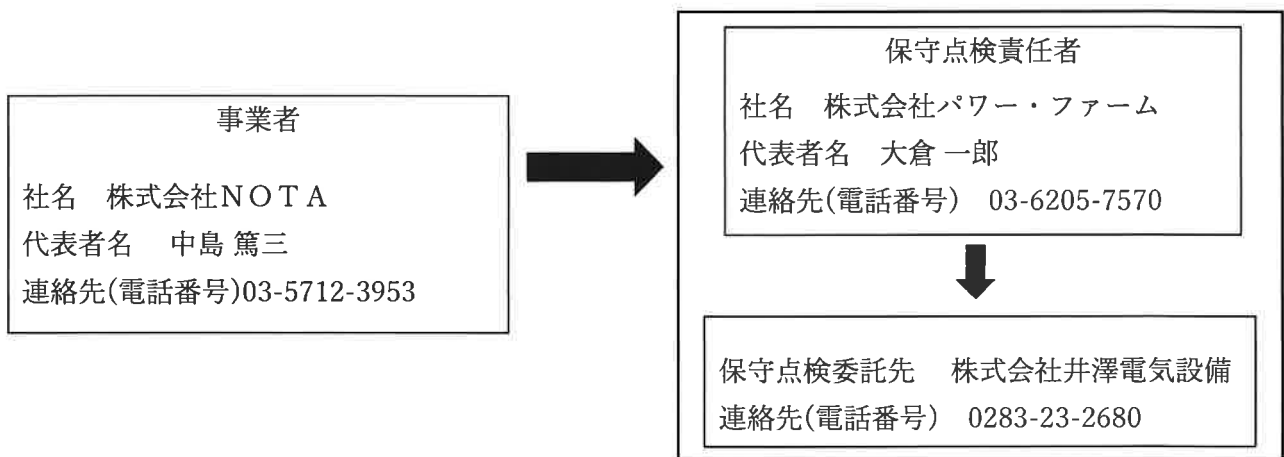 事業者
社名　株式会社ＮＯＴＡ
代表者名　中島 篤三
連絡先(電話番号)03-5712-3953
保守点検責任者
社名　株式会社パワー・ファーム
代表者名　大倉 一郎
連絡先(電話番号)　03-6205-7570
保守点検委託先　株式会社井澤電気設備
連絡先(電話番号)　0283-23-2680